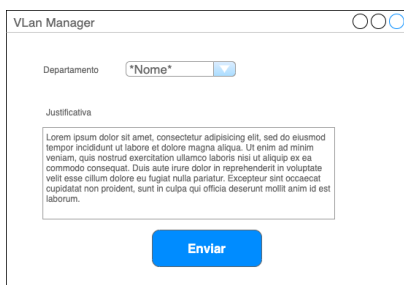 VLan Manager
Departamento
*Nome*
Justificativa
Lorem ipsum dolor sit amet, consectetur adipisicing elit, sed do eiusmod
tempor incididunt ut labore et dolore magna aliqua. Ut enim ad minim
veniam, quis nostrud exercitation ullamco laboris nisi ut aliquip ex ea
commodo consequat. Duis aute irure dolor in reprehenderit in voluptate
velit esse cillum dolore eu fugiat nulla pariatur. Excepteur sint occaecat
cupidatat non proident, sunt in culpa qui officia deserunt mollit anim id est
laborum.
Enviar